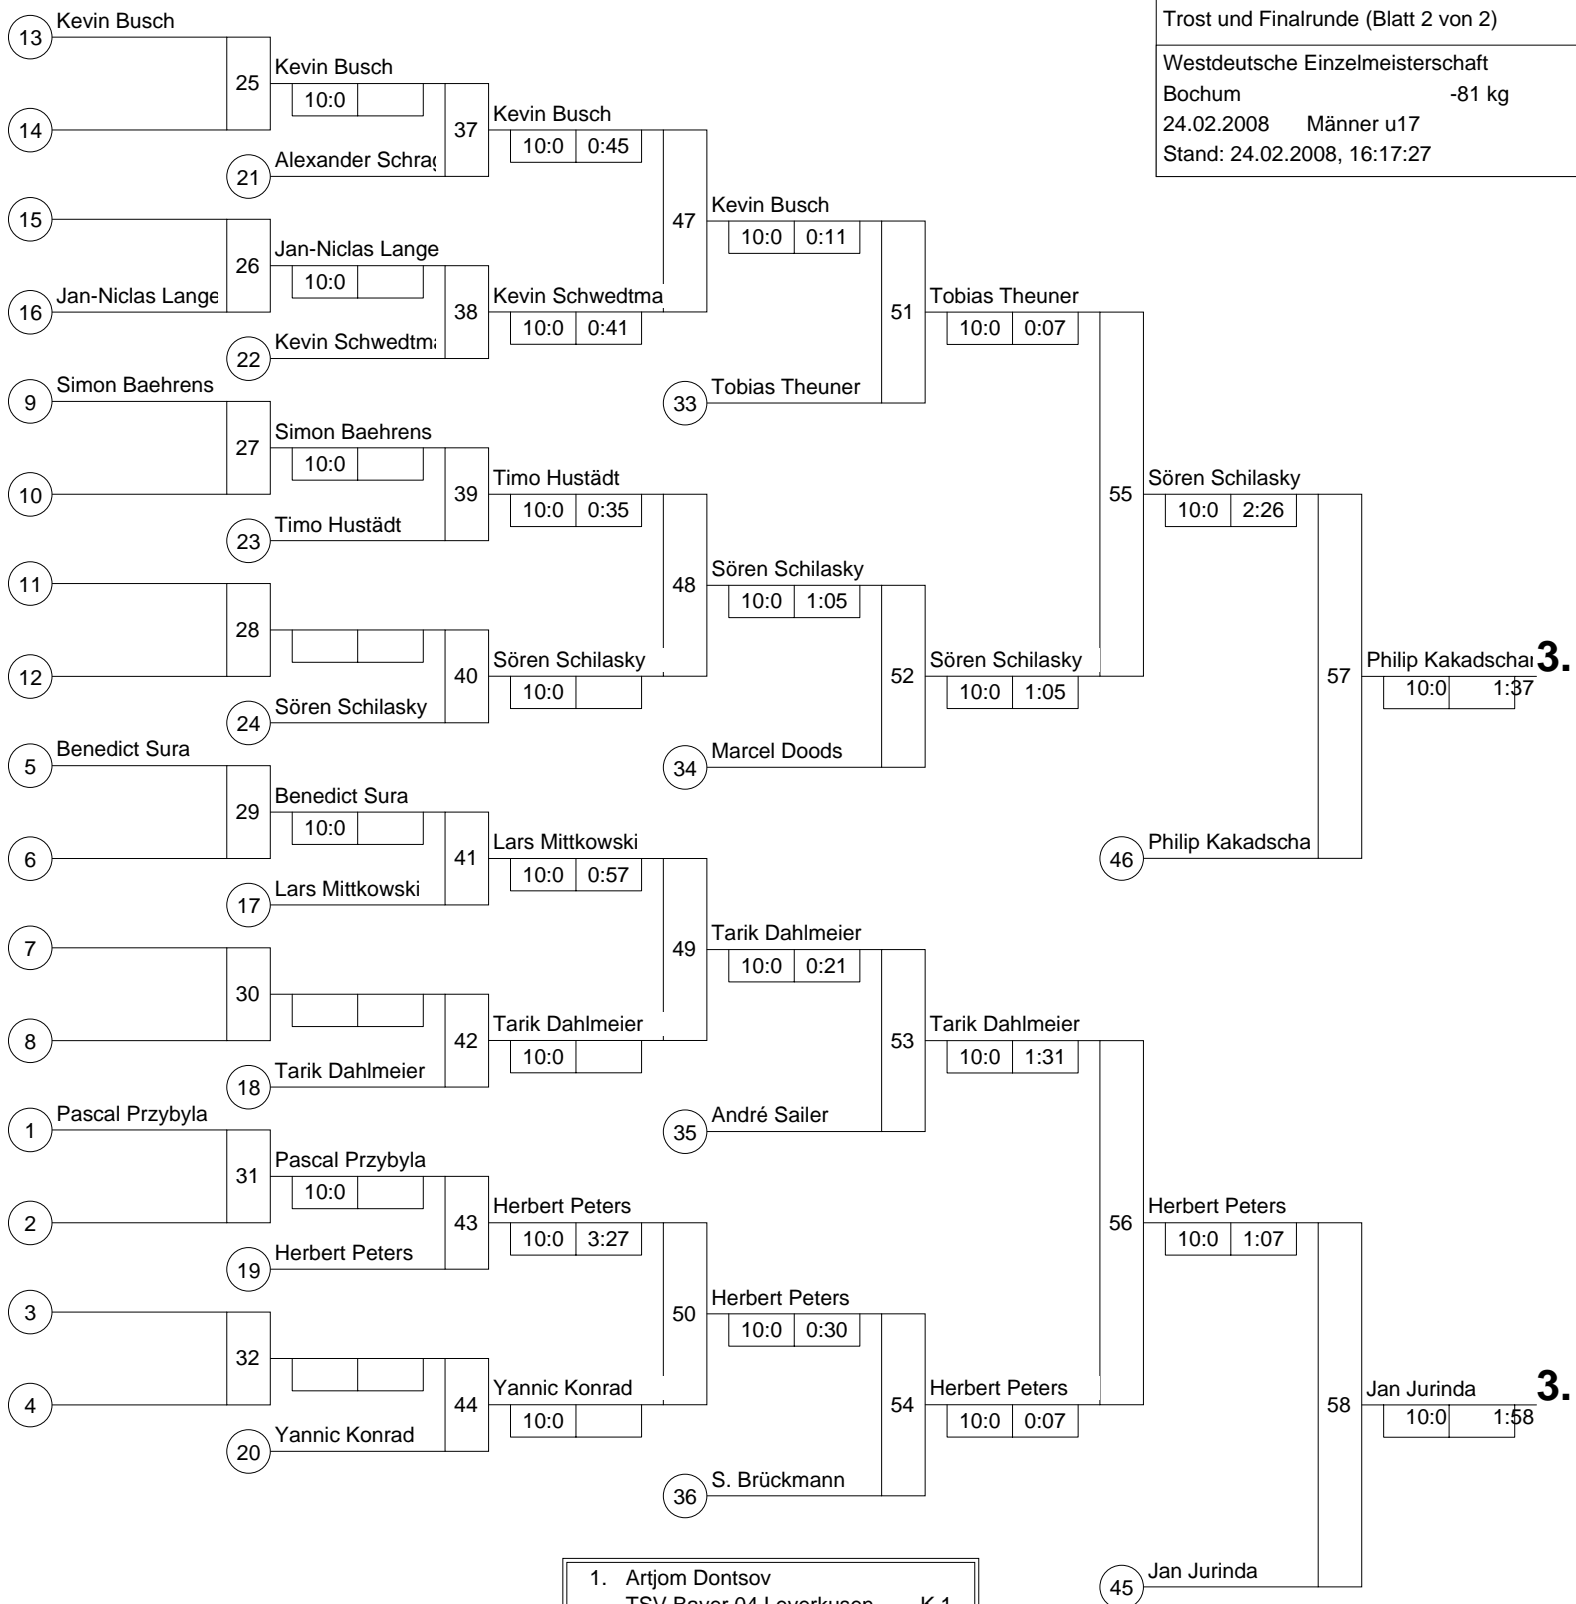 Trost und Finalrunde (Blatt 2 von 2)
Westdeutsche Einzelmeisterschaft
Bochum -81 kg
24.02.2008 Männer u17
Stand: 24.02.2008, 16:17:27
13 Kevin Busch
25 Kevin Busch
10:0
14
37 Kevin Busch
10:0 0:45
21 Alexander
15
47 Kevin Busch
10:0 0:11
26 Jan-Niclas Lange
10:0
16 Jan-Niclas Lange
38 Kevin Schwedtma
10:0 0:41
22 Kevin
51 Tobias Theuner
10:0 0:07
33 Tobias Theuner
9 Simon Baehrens
27 Simon Baehrens
10:0
10
39 Timo Hustädt
10:0 0:35
23 Timo Hustädt
55 Sören Schilasky
10:0 2:26
11
48 Sören Schilasky
10:0 1:05
28
12
40 Sören Schilasky
10:0
24 Sören Schilasky
52 Sören Schilasky
10:0 1:05
34 Marcel Doods
57 Philip 3.
10:0 1:37
5 Benedict Sura
29 Benedict Sura
10:0
6
41 Lars Mittkowski
10:0 0:57
17 Lars Mittkowski
46 Philip Kakadscha
7
49 Tarik Dahlmeier
10:0 0:21
30
8
42 Tarik Dahlmeier
10:0
18 Tarik Dahlmeier
53 Tarik Dahlmeier
10:0 1:31
35 André Sailer
1 Pascal Przybyla
31 Pascal Przybyla
10:0
2
43 Herbert Peters
10:0 3:27
19 Herbert Peters
56 Herbert Peters
10:0 1:07
3
50 Herbert Peters
10:0 0:30
32
4
44 Yannic Konrad
10:0
20 Yannic Konrad
54 Herbert Peters
10:0 0:07
36 S. Brückmann
58 Jan Jurinda 3.
10:0 1:58
45 Jan Jurinda
1. Artjom Dontsov
TSV Bayer 04 Leverkusen K 1